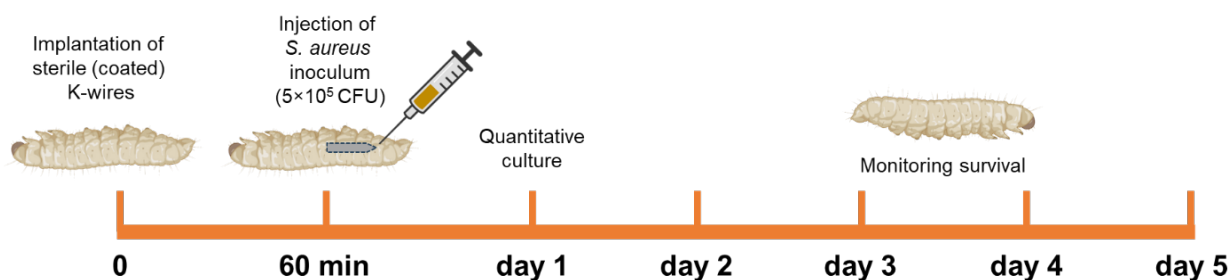 Implantation of
sterile (coated)
K-wires
Injection of
S. aureus
inoculum
(5×10⁵ CFU)
Quantitative
culture
Monitoring survival
0
60 min
day 1
day 2
day 3
day 4
day 5